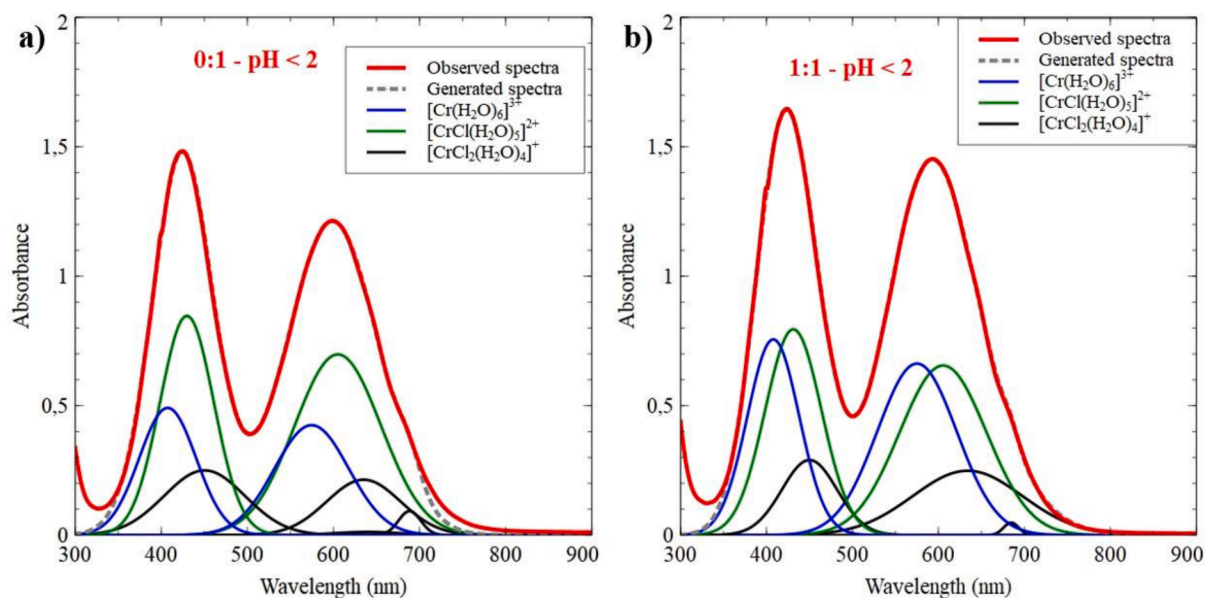 a)
0:1 - pH < 2
Observed spectra
Generated spectra
[Cr(H₂O)₆]³⁺
[CrCl(H₂O)₅]²⁺
[CrCl₂(H₂O)₄]⁺
2
1,5
1
0,5
0
Absorbance
300 400 500 600 700 800 900
Wavelength (nm)
b)
1:1 - pH < 2
Observed spectra
Generated spectra
[Cr(H₂O)₆]³⁺
[CrCl(H₂O)₅]²⁺
[CrCl₂(H₂O)₄]⁺
2
1,5
1
0,5
0
Absorbance
300 400 500 600 700 800 900
Wavelength (nm)